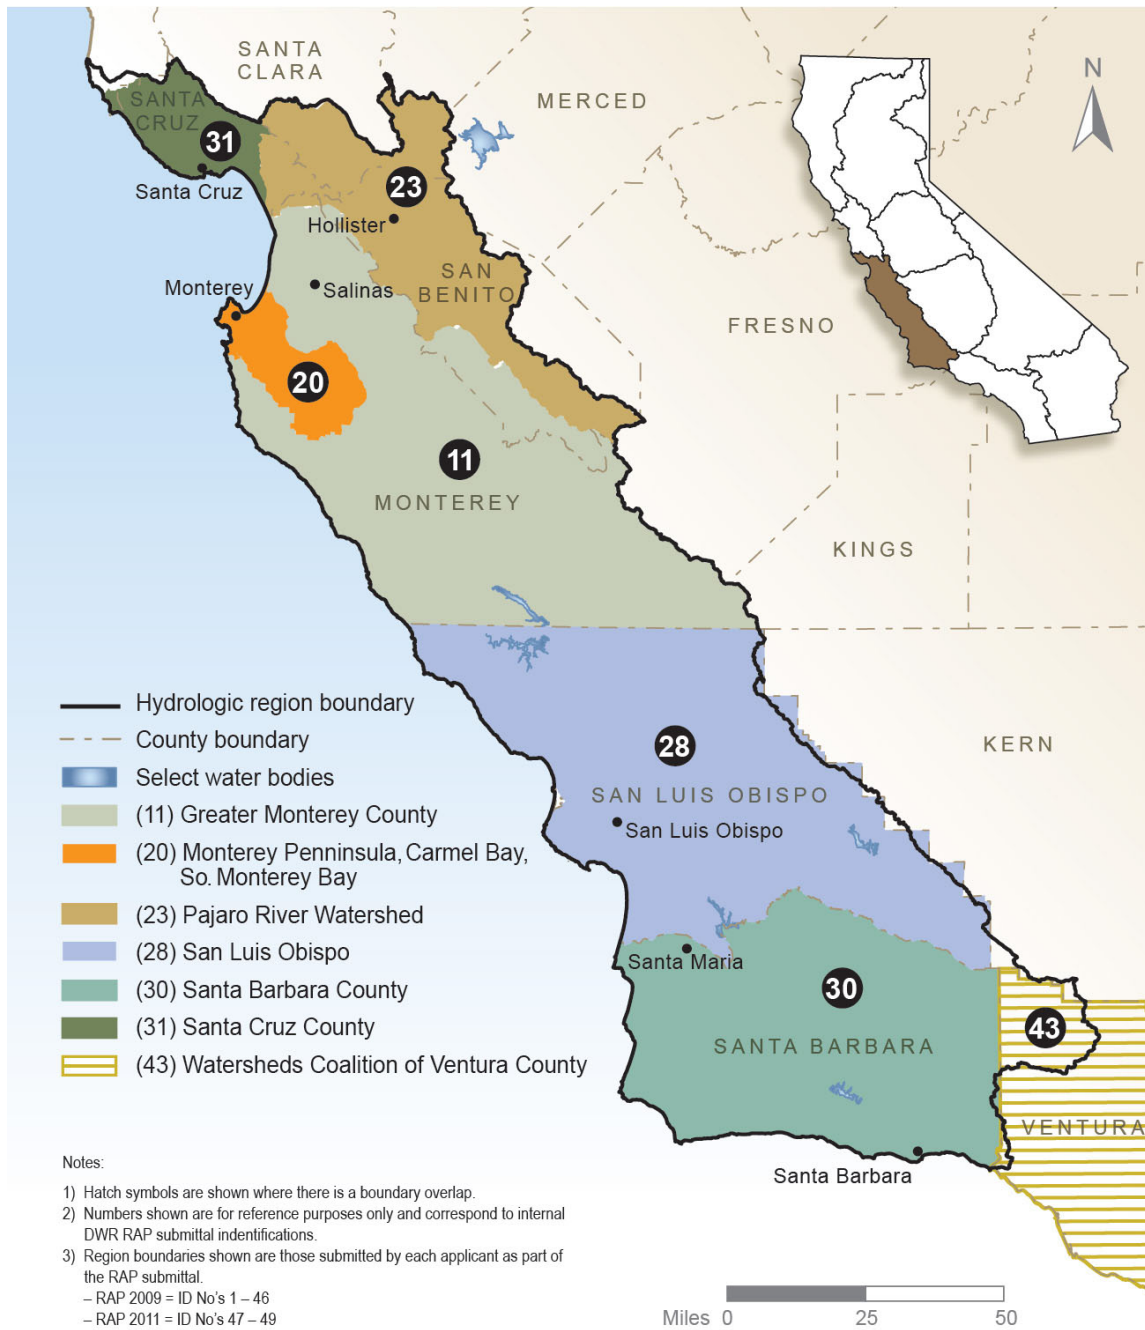 SANTA
CLARA
MERCED
N
SANTA
CRUZ
31
Santa Cruz
23
Hollister
SAN
BENITO
Monterey
Salinas
FRESNO
20
11
MONTEREY
KINGS
28
KERN
SAN LUIS OBISPO
San Luis Obispo
Santa Maria
30
43
SANTA BARBARA
VENTURA
Santa Barbara
Hydrologic region boundary
County boundary
Select water bodies
(11) Greater Monterey County
(20) Monterey Penninsula, Carmel Bay,
So. Monterey Bay
(23) Pajaro River Watershed
(28) San Luis Obispo
(30) Santa Barbara County
(31) Santa Cruz County
(43) Watersheds Coalition of Ventura County
Notes:
1) Hatch symbols are shown where there is a boundary overlap.
2) Numbers shown are for reference purposes only and correspond to internal
DWR RAP submittal indentifications.
3) Region boundaries shown are those submitted by each applicant as part of
the RAP submittal.
– RAP 2009 = ID No's 1 – 46
– RAP 2011 = ID No's 47 – 49
Miles 0 25 50